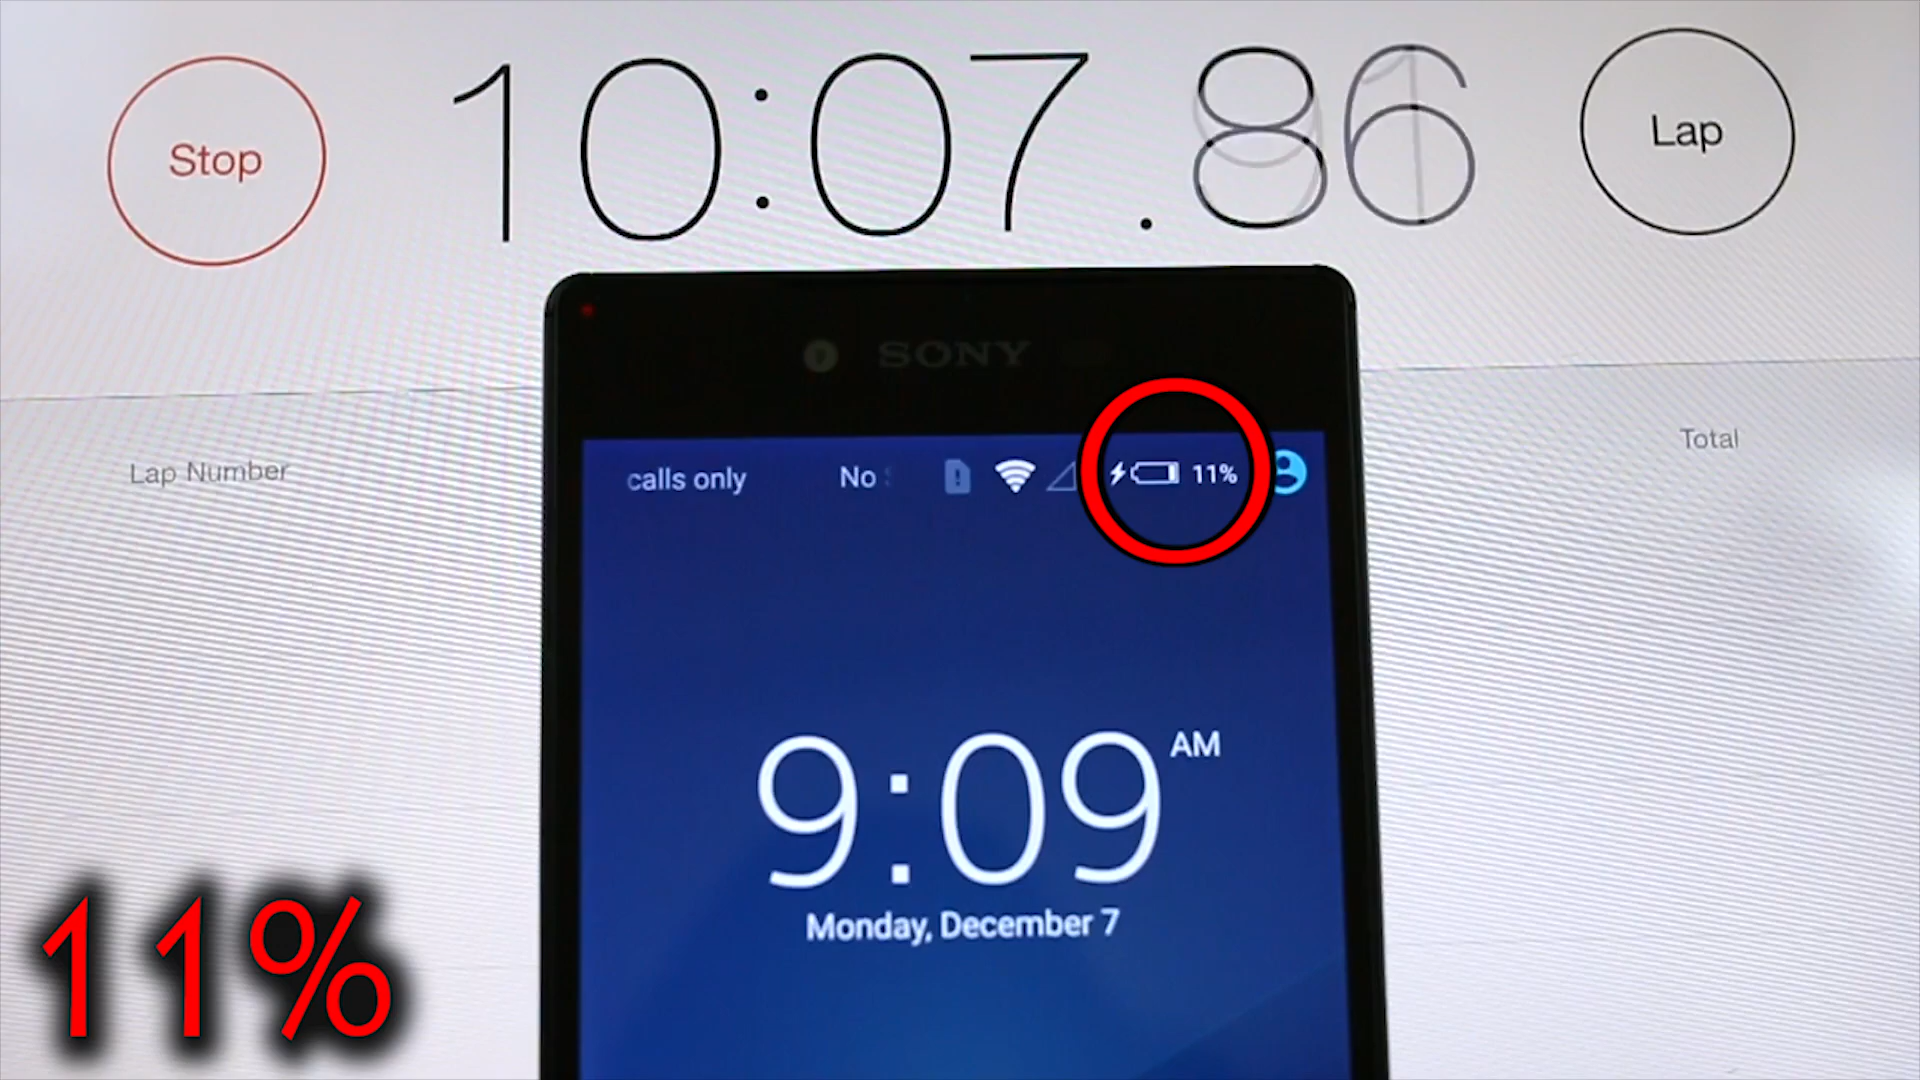 Stop
10:07.86
Lap
SONY
Lap Number
Total
calls only
No
11%
9:09 AM
Monday, December 7
11%